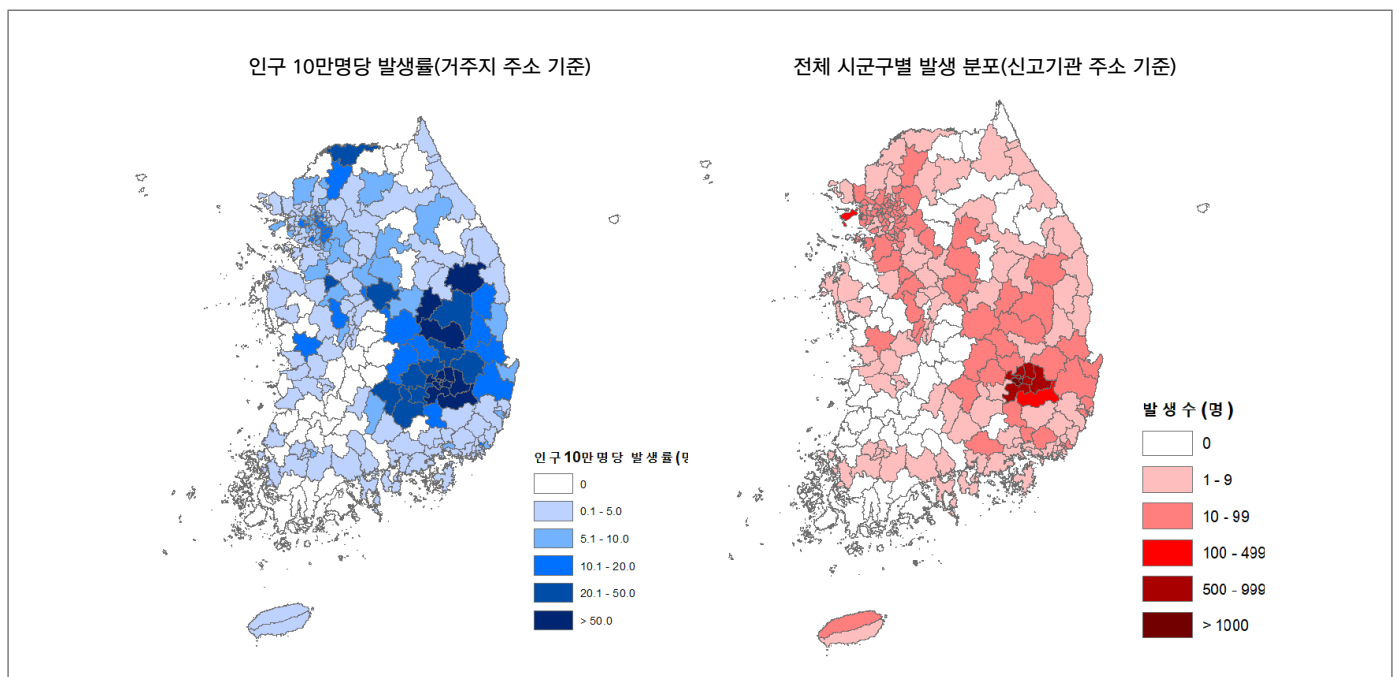 인구 10만명당 발생률(거주지 주소 기준)
전체 시군구별 발생 분포(신고기관 주소 기준)
인구10만명당 발생률(명
0
0.1 - 5.0
5.1 - 10.0
10.1 - 20.0
20.1 - 50.0
> 50.0
발생수(명)
0
1 - 9
10 - 99
100 - 499
500 - 999
> 1000